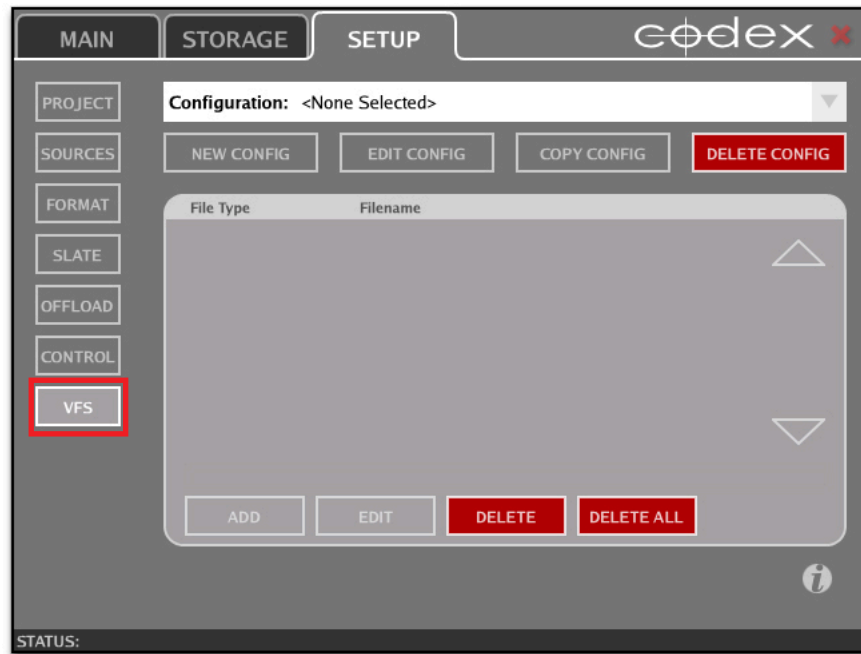 MAIN STORAGE SETUP codex
PROJECT
Configuration: <None Selected>
SOURCES
NEW CONFIG EDIT CONFIG COPY CONFIG DELETE CONFIG
FORMAT
File Type Filename
SLATE
OFFLOAD
CONTROL
VFS
ADD EDIT DELETE DELETE ALL
i
STATUS: